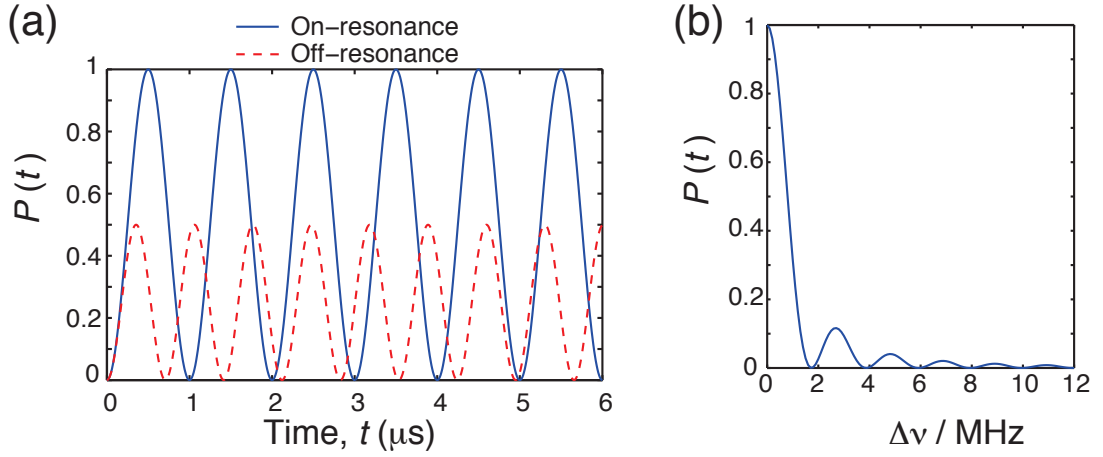 (a)
On-resonance
Off-resonance
1
0.8
0.6
0.4
0.2
0
P (t)
0 1 2 3 4 5 6
Time, t (μs)
(b)
1
0.8
0.6
0.4
0.2
0
P (t)
0 2 4 6 8 10 12
Δν / MHz